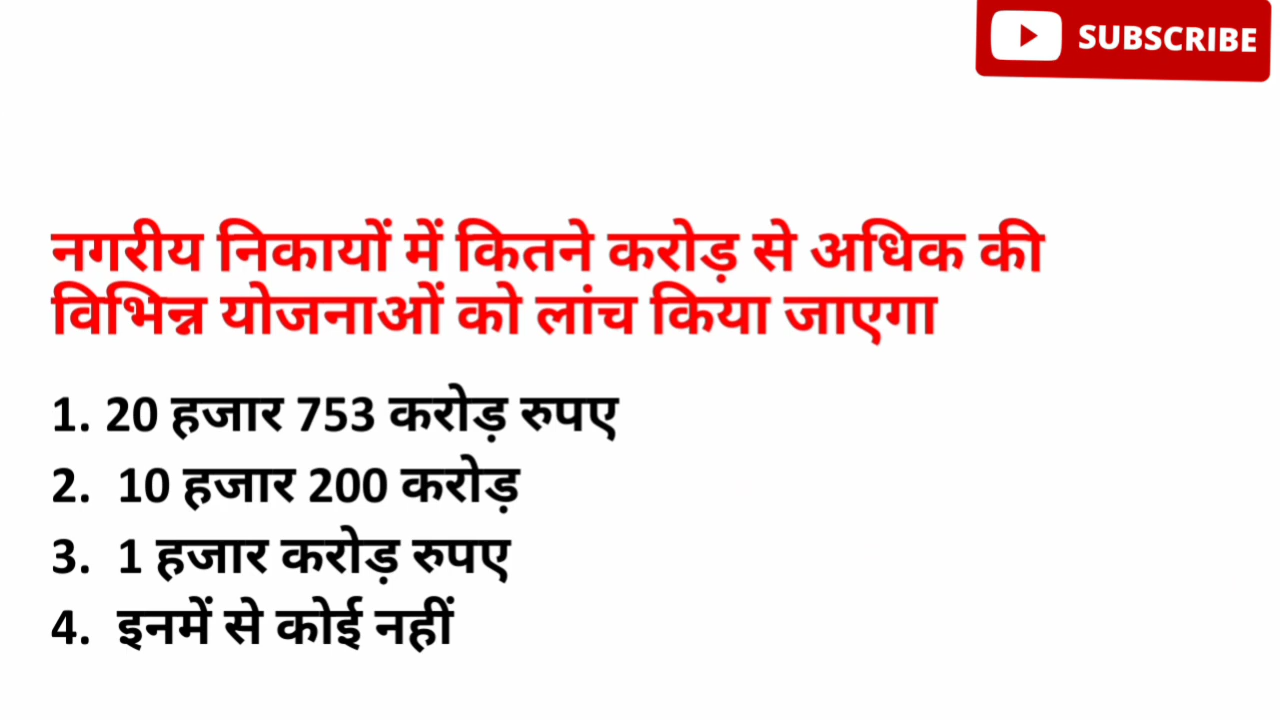 SUBSCRIBE
नगरीय निकायों में कितने करोड़ से अधिक की
विभिन्न योजनाओं को लांच किया जाएगा
1. 20 हजार 753 करोड़ रुपए
2. 10 हजार 200 करोड़
3. 1 हजार करोड़ रुपए
4. इनमें से कोई नहीं